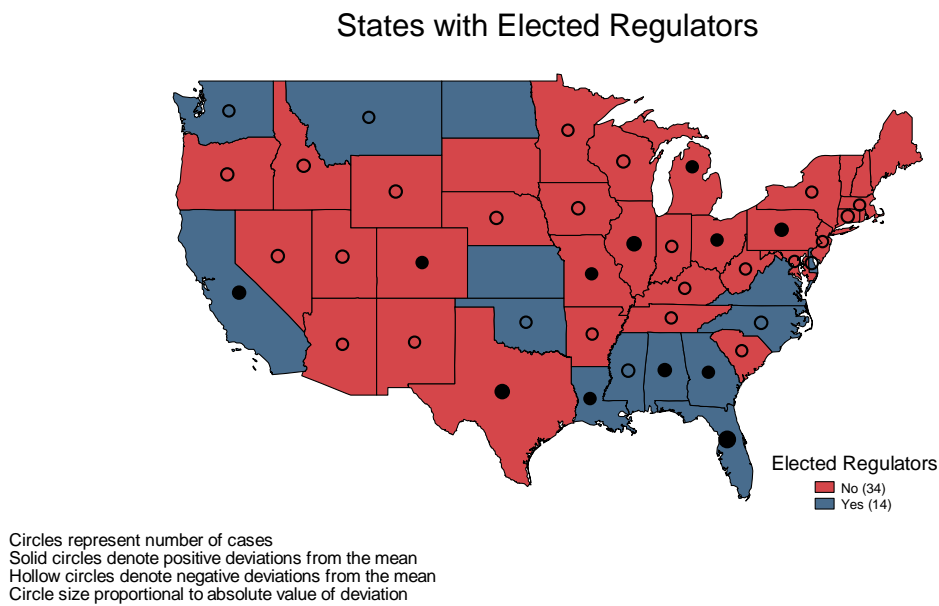 States with Elected Regulators
Elected Regulators
No (34)
Yes (14)
Circles represent number of cases
Solid circles denote positive deviations from the mean
Hollow circles denote negative deviations from the mean
Circle size proportional to absolute value of deviation